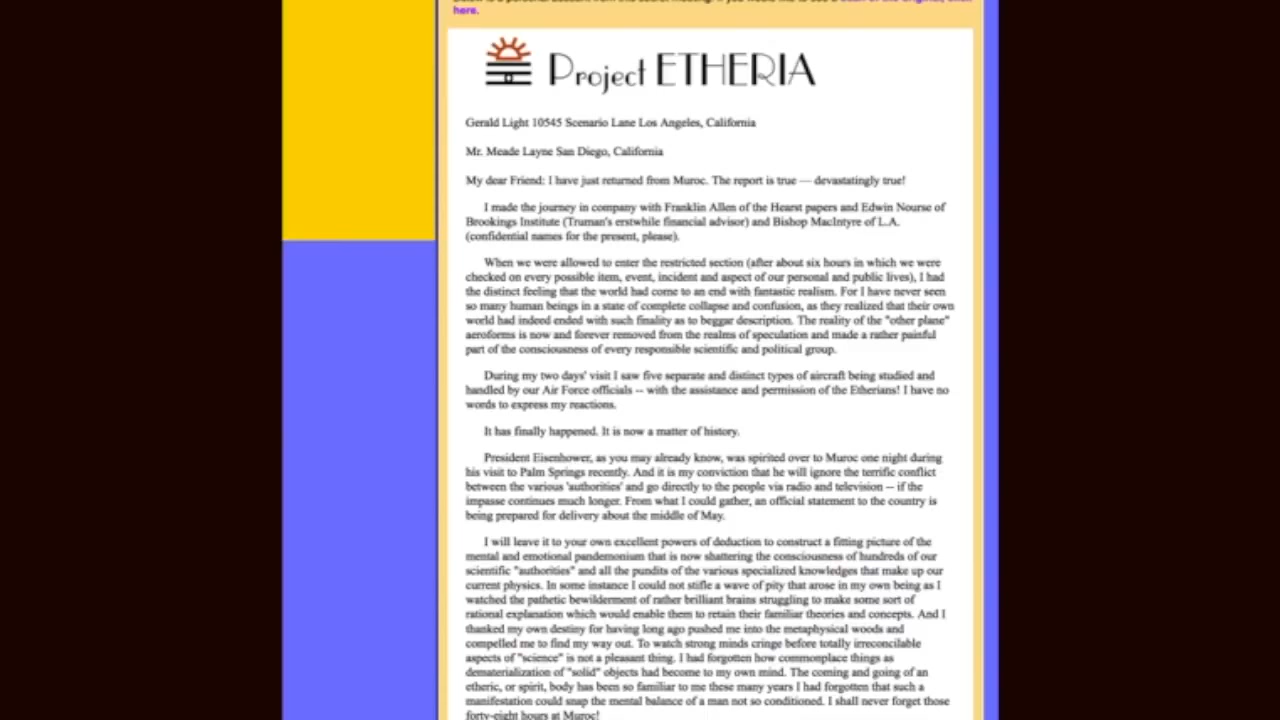 here.
Project ETHERIA
Gerald Light 10545 Scenario Lane Los Angeles, California
Mr. Meade Layne San Diego, California
My dear Friend: I have just returned from Muroc. The report is true — devastatingly true!
I made the journey in company with Franklin Allen of the Hearst papers and Edwin Nourse of
Brookings Institute (Truman's erstwhile financial advisor) and Bishop MacIntyre of L.A.
(confidential names for the present, please).
When we were allowed to enter the restricted section (after about six hours in which we were
checked on every possible item, event, incident and aspect of our personal and public lives), I had
the distinct feeling that the world had come to an end with fantastic realism. For I have never seen
so many human beings in a state of complete collapse and confusion, as they realized that their own
world had indeed ended with such finality as to beggar description. The reality of the "other plane"
aeroforms is now and forever removed from the realms of speculation and made a rather painful
part of the consciousness of every responsible scientific and political group.
During my two days' visit I saw five separate and distinct types of aircraft being studied and
handled by our Air Force officials -- with the assistance and permission of the Etherians! I have no
words to express my reactions.
It has finally happened. It is now a matter of history.
President Eisenhower, as you may already know, was spirited over to Muroc one night during
his visit to Palm Springs recently. And it is my conviction that he will ignore the terrific conflict
between the various 'authorities' and go directly to the people via radio and television -- if the
impasse continues much longer. From what I could gather, an official statement to the country is
being prepared for delivery about the middle of May.
I will leave it to your own excellent powers of deduction to construct a fitting picture of the
mental and emotional pandemonium that is now shattering the consciousness of hundreds of our
scientific "authorities" and all the pundits of the various specialized knowledges that make up our
current physics. In some instance I could not stifle a wave of pity that arose in my own being as I
watched the pathetic bewilderment of rather brilliant brains struggling to make some sort of
rational explanation which would enable them to retain their familiar theories and concepts. And I
thanked my own destiny for having long ago pushed me into the metaphysical woods and
compelled me to find my way out. To watch strong minds cringe before totally irreconcilable
aspects of "science" is not a pleasant thing. I had forgotten how commonplace things as
dematerialization of "solid" objects had become to my own mind. The coming and going of an
etheric, or spirit, body has been so familiar to me these many years I had forgotten that such a
manifestation could snap the mental balance of a man not so conditioned. I shall never forget those
forty-eight hours at Muroc!